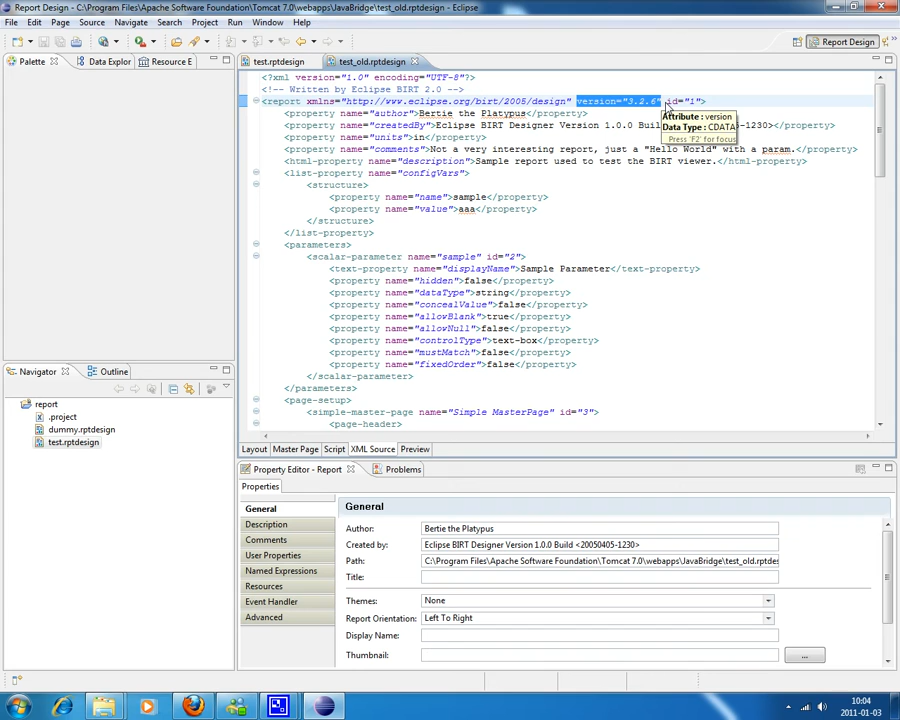 Report Design - C:\Program Files\Apache Software Foundation\Tomcat 7.0\webapps\JavaBridge\test_old.rptdesign - Eclipse
File Edit Page Source Navigate Search Project Run Window Help
Report Design
Palette Data Explor Resource E
test.rptdesign test_old.rptdesign
<?xml version="1.0" encoding="UTF-8"?>
<!-- Written by Eclipse BIRT 2.0 -->
<report xmlns="http://www.eclipse.org/birt/2005/design" version="3.2.6" id="1">
<property name="author">Bertie the Platypus</property>
<property name="createdBy">Eclipse BIRT Designer Version 1.0.0 Buil -1230></property>
<property name="units">in</property>
<property name="comments">Not a very interesting report, just a "Hello World" with a param.</property>
<html-property name="description">Sample report used to test the BIRT viewer.</html-property>
<list-property name="configVars">
<structure>
<property name="name">sample</property>
<property name="value">aaa</property>
</structure>
</list-property>
<parameters>
<scalar-parameter name="sample" id="2">
<text-property name="displayName">Sample Parameter</text-property>
<property name="hidden">false</property>
<property name="dataType">string</property>
<property name="concealValue">false</property>
<property name="allowBlank">true</property>
<property name="allowNull">false</property>
<property name="controlType">text-box</property>
<property name="mustMatch">false</property>
<property name="fixedOrder">false</property>
</scalar-parameter>
</parameters>
<page-setup>
<simple-master-page name="Simple MasterPage" id="3">
<page-header>
Attribute : version
Data Type : CDATA
Press 'F2' for focus
Layout Master Page Script XML Source Preview
Navigator Outline
report
.project
dummy.rptdesign
test.rptdesign
Property Editor - Report Problems
Properties
General
Description
Comments
User Properties
Named Expressions
Resources
Event Handler
Advanced
General
Author: Bertie the Platypus
Created by: Eclipse BIRT Designer Version 1.0.0 Build <20050405-1230>
Path: C:\Program Files\Apache Software Foundation\Tomcat 7.0\webapps\JavaBridge\test_old.rptdes
Title:
Themes: None
Report Orientation: Left To Right
Display Name:
Thumbnail: ...
10:04
2011-01-03